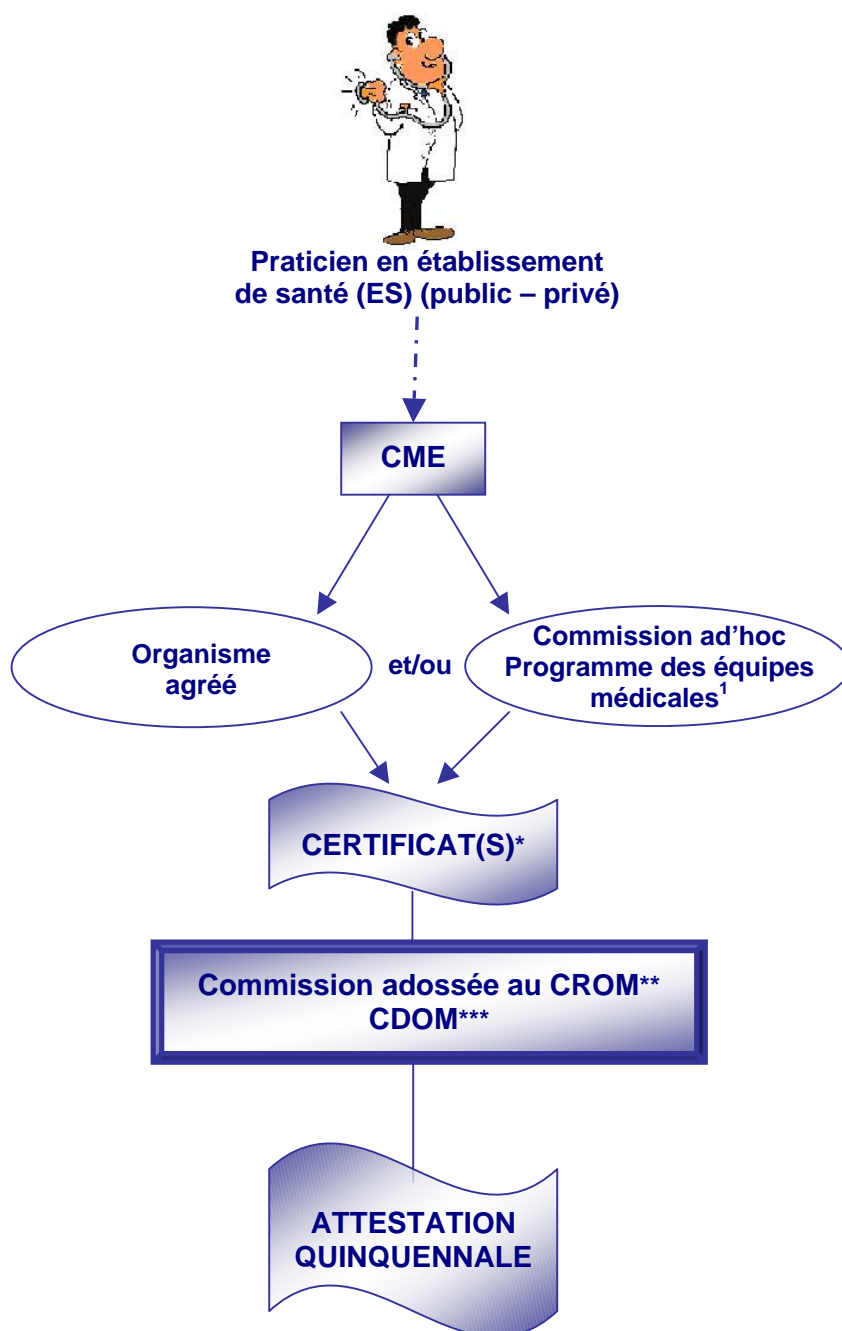 Praticien en établissement
de santé (ES) (public – privé)
CME
Organisme
agréé
et/ou
Commission ad'hoc
Programme des équipes
médicales¹
CERTIFICAT(S)*
Commission adossée au CROM**
CDOM***
ATTESTATION
QUINQUENNALE